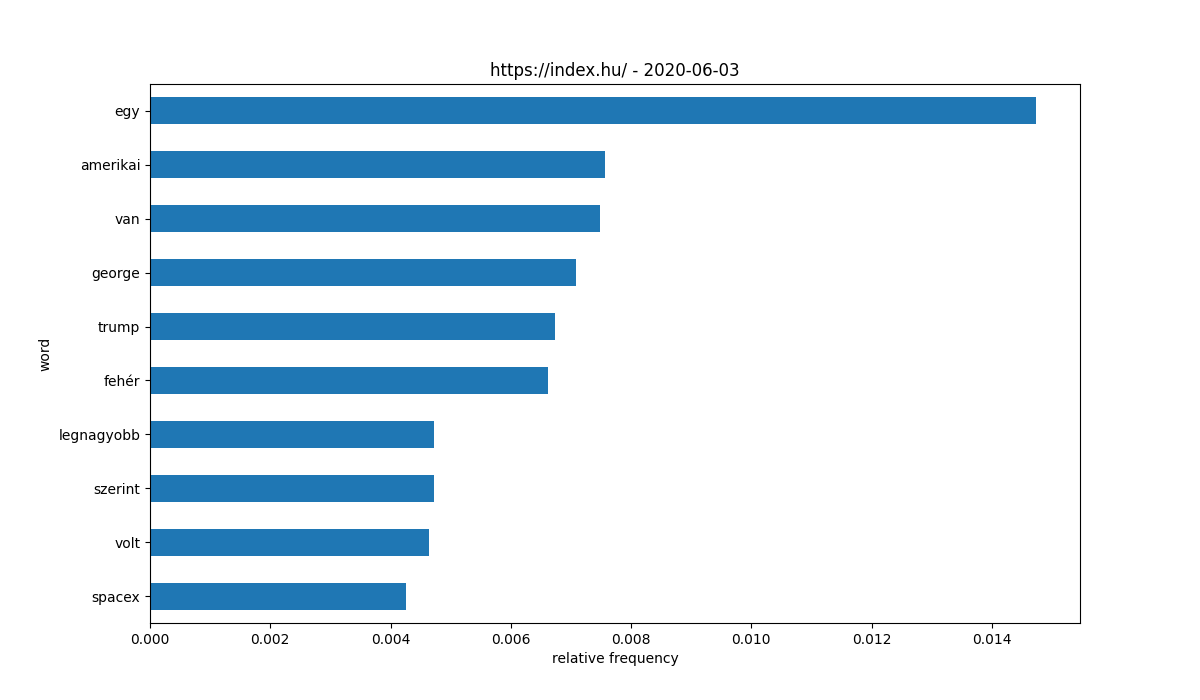 https://index.hu/ - 2020-06-03
egy
amerikai
van
george
trump
fehér
legnagyobb
szerint
volt
spacex
word
0.000 0.002 0.004 0.006 0.008 0.010 0.012 0.014
relative frequency